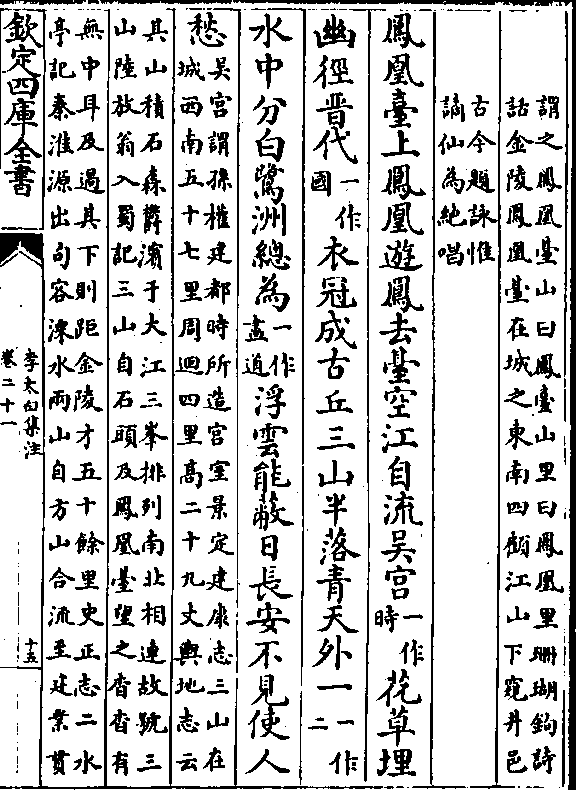 謂之鳳凰臺山曰鳳臺山里曰鳳凰里珊瑚鉤詩
話金陵鳳凰臺在城之東南四顧江山下窺井邑
古今題詠惟
謫仙為絶唱
鳳凰臺上鳳凰遊鳳去臺空江自流吳宫一作時花草埋
幽徑晉代一作國衣冠成古丘三山半落青天外一一作二
水中分白鷺洲總為一作盡道浮雲能蔽日長安不見使人
愁吳宫謂孫權建都時所造宫室景定建康志三山在
城西南五十七里周迴四里高二十九丈輿地志云
其山積石森鬱濱于大江三峯排列南北相連故號三
山陸放翁入蜀記三山自石頭及鳳凰臺望之杳杳有
無中耳及過其下則距金陵才五十餘里史正志二水
亭記秦淮源出句容溧水兩山自方山合流至建業貫
欽定四庫全書
李太白集注
卷二十一
十五